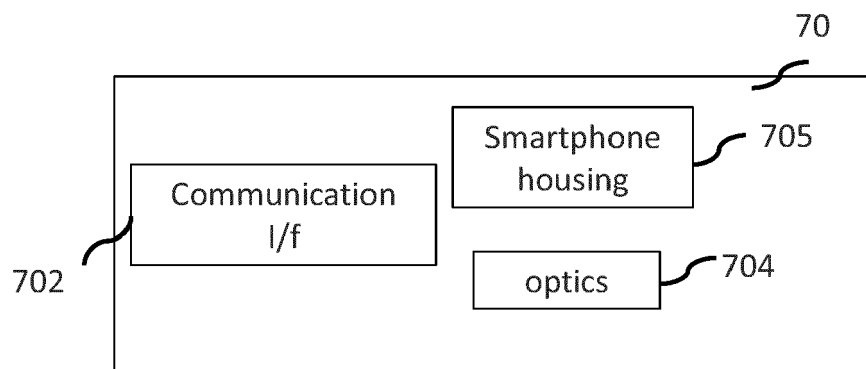 70
Smartphone
housing
705
Communication
I/f
702
optics
704